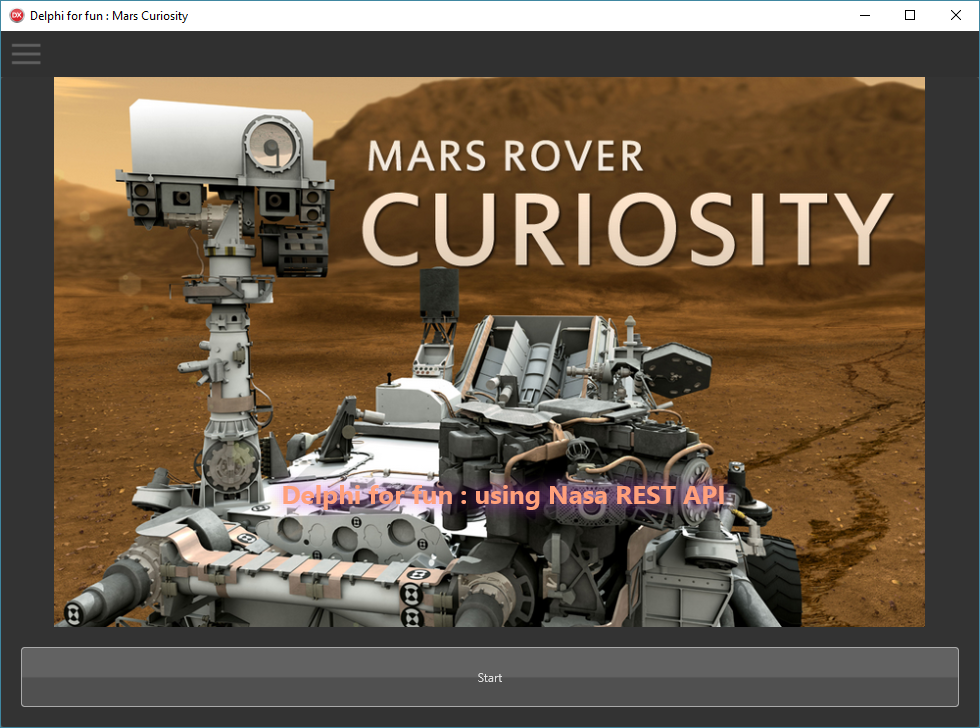 DX Delphi for fun : Mars Curiosity
MARS ROVER
CURIOSITY
Delphi for fun : using Nasa REST API
Start